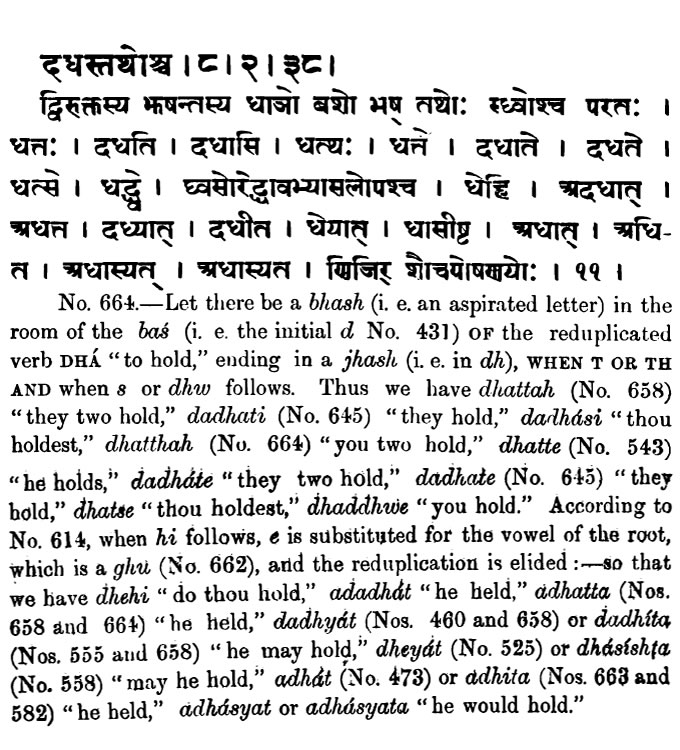 दधस्तथोश्च । ८ । २ । ३८ ।
द्विरुक्तस्य झषन्तस्य धाञो बशो भष् तथोः स्ध्वोश्च परतः ।
धत्तः । दधति । दधासि । धत्थः । धत्ते । दधाते । दधते ।
धत्से । धद्ध्वे । घ्वसोरेद्धावभ्यासलोपश्च । धेहि । अदधात् ।
अधत्त । दध्यात् । दधीत । धेयात् । धासीष्ट । अधात् । अधि-
त । अधास्यत् । अधास्यत । णिजिर् शौचपोषणयोः । ११ ।
No. 664.—Let there be a bhash (i. e. an aspirated letter) in the
room of the baś (i. e. the initial d No. 431) OF the reduplicated
verb DHÁ "to hold," ending in a jhash (i. e. in dh), WHEN T OR TH
AND when s or dhw follows. Thus we have dhattah (No. 658)
"they two hold," dadhati (No. 645) "they hold," dadhási "thou
holdest," dhatthah (No. 664) "you two hold," dhatte (No. 543)
"he holds," dadháte "they two hold," dadhate (No. 645) "they
hold," dhatse "thou holdest," dhaddhwe "you hold." According to
No. 614, when hi follows, e is substituted for the vowel of the root,
which is a ghu (No. 662), and the reduplication is elided :—so that
we have dhehi "do thou hold," adadhát "he held," adhatta (Nos.
658 and 664) "he held," dadhyát (Nos. 460 and 658) or dadhíta
(Nos. 555 and 658) "he may hold," dheyát (No. 525) or dhásíshṭa
(No. 558) "may he hold," adhát (No. 473) or adhita (Nos. 663 and
582) "he held," adhásyat or adhásyata "he would hold."